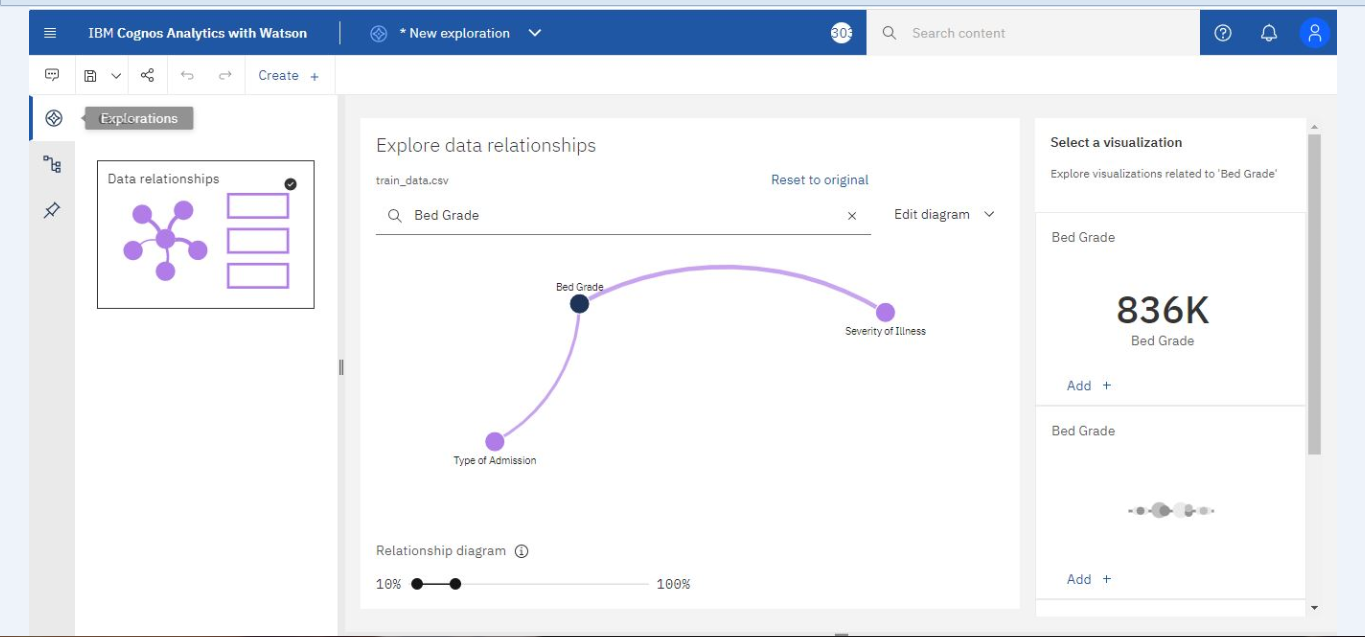 IBM Cognos Analytics with Watson
* New exploration
303
Search content
Create +
Explorations
Data relationships
Explore data relationships
train_data.csv
Reset to original
Bed Grade
Edit diagram
Bed Grade
Severity of Illness
Type of Admission
Relationship diagram
10%
100%
Select a visualization
Explore visualizations related to 'Bed Grade'
Bed Grade
836K
Bed Grade
Add +
Bed Grade
Add +